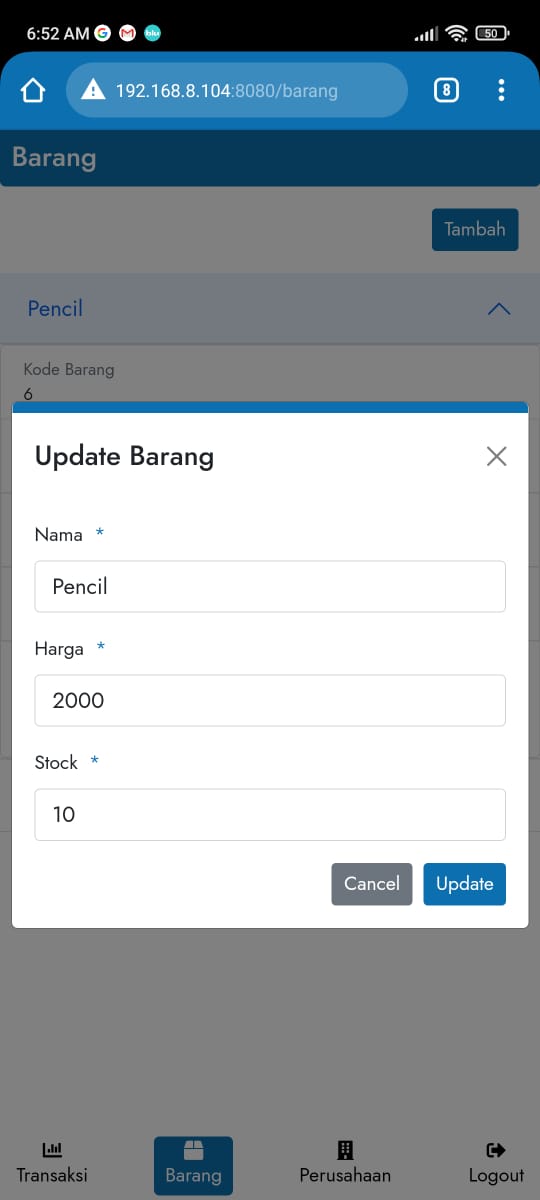 6:52 AM G M blu 50
192.168.8.104:8080/barang 8
Barang
Tambah
Pencil
Kode Barang
6
Update Barang
Nama *
Pencil
Harga *
2000
Stock *
10
Cancel Update
Transaksi Barang Perusahaan Logout